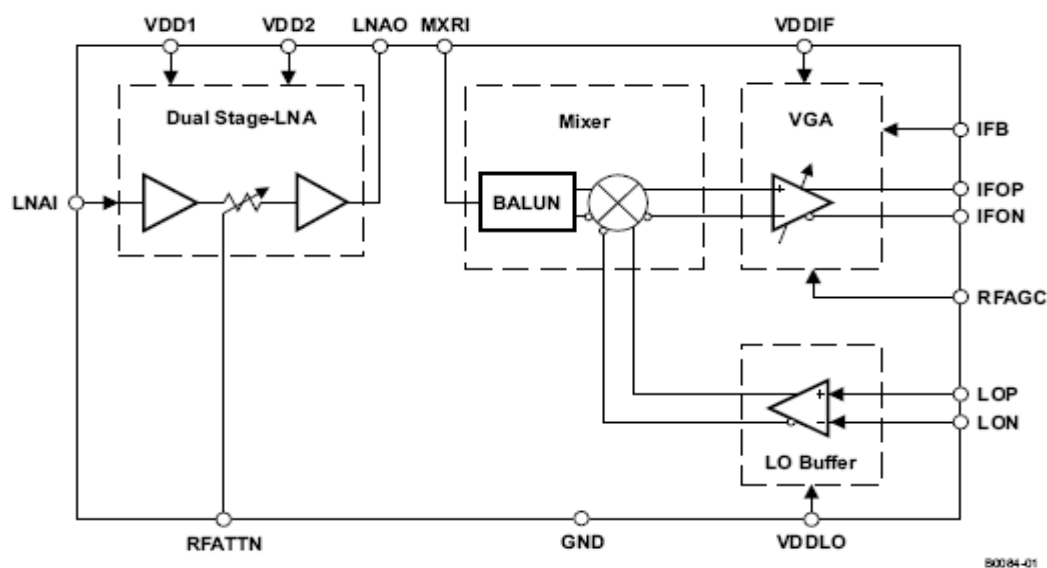 VDD1 VDD2 LNAO MXRI VDDIF
Dual Stage-LNA
Mixer
VGA
IFB
LNAI
BALUN
+
-
IFOP
IFON
RFAGC
LOP
+
LON
-
LO Buffer
RFATTN
GND
VDDLO
B0084-01